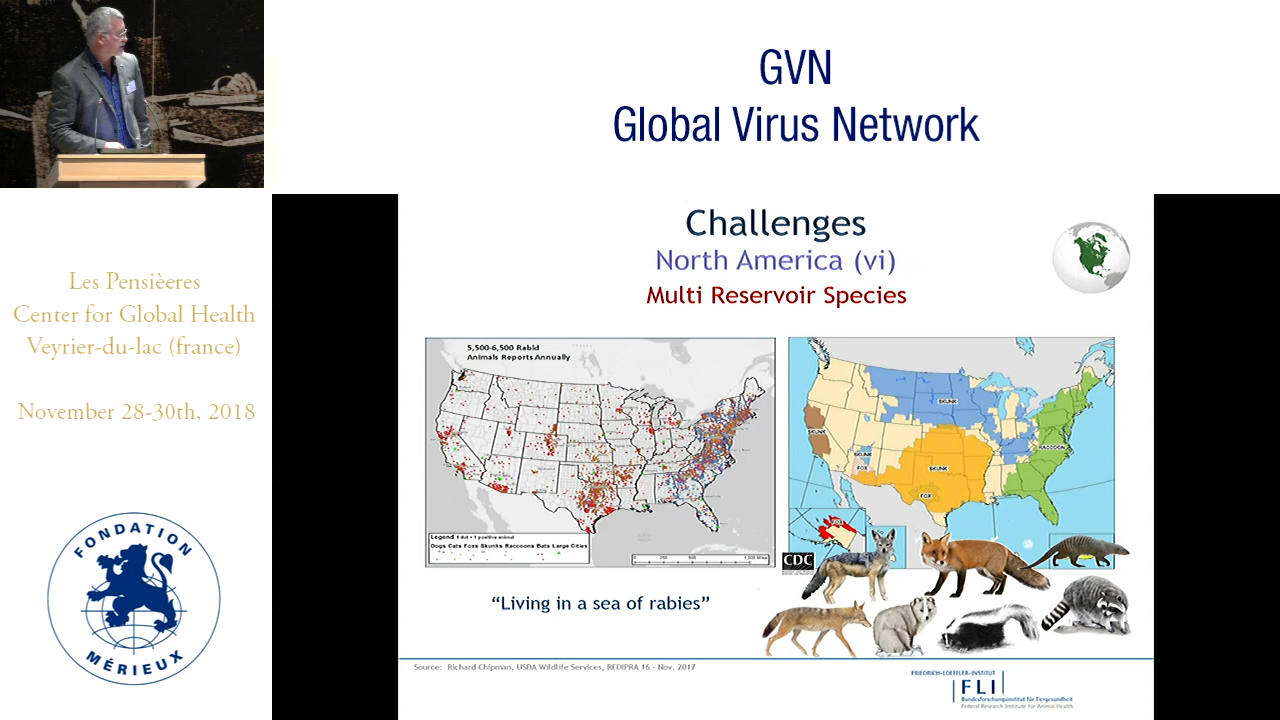 GVN
Global Virus Network
Les Pensièeres
Center for Global Health
Veyrier-du-lac (france)
November 28-30th, 2018
FONDATION
MÉRIEUX
Challenges
North America (vi)
Multi Reservoir Species
5,500-6,500 Rabid
Animals Reports Annually
Legend 1 dot = 1 positive animal
Dogs Cats Foxs Skunks Raccoons Bats Large Cities
SKUNK
SKUNK
RACCOON
SKUNK
FOX
SKUNK
FOX
CDC
“Living in a sea of rabies”
Source: Richard Chipman, USDA Wildlife Services, REDIPRA 16 - Nov. 2017
FRIEDRICH-LOEFFLER-INSTITUT
FLI
Bundesforschungsinstitut für Tiergesundheit
Federal Research Institute for Animal Health